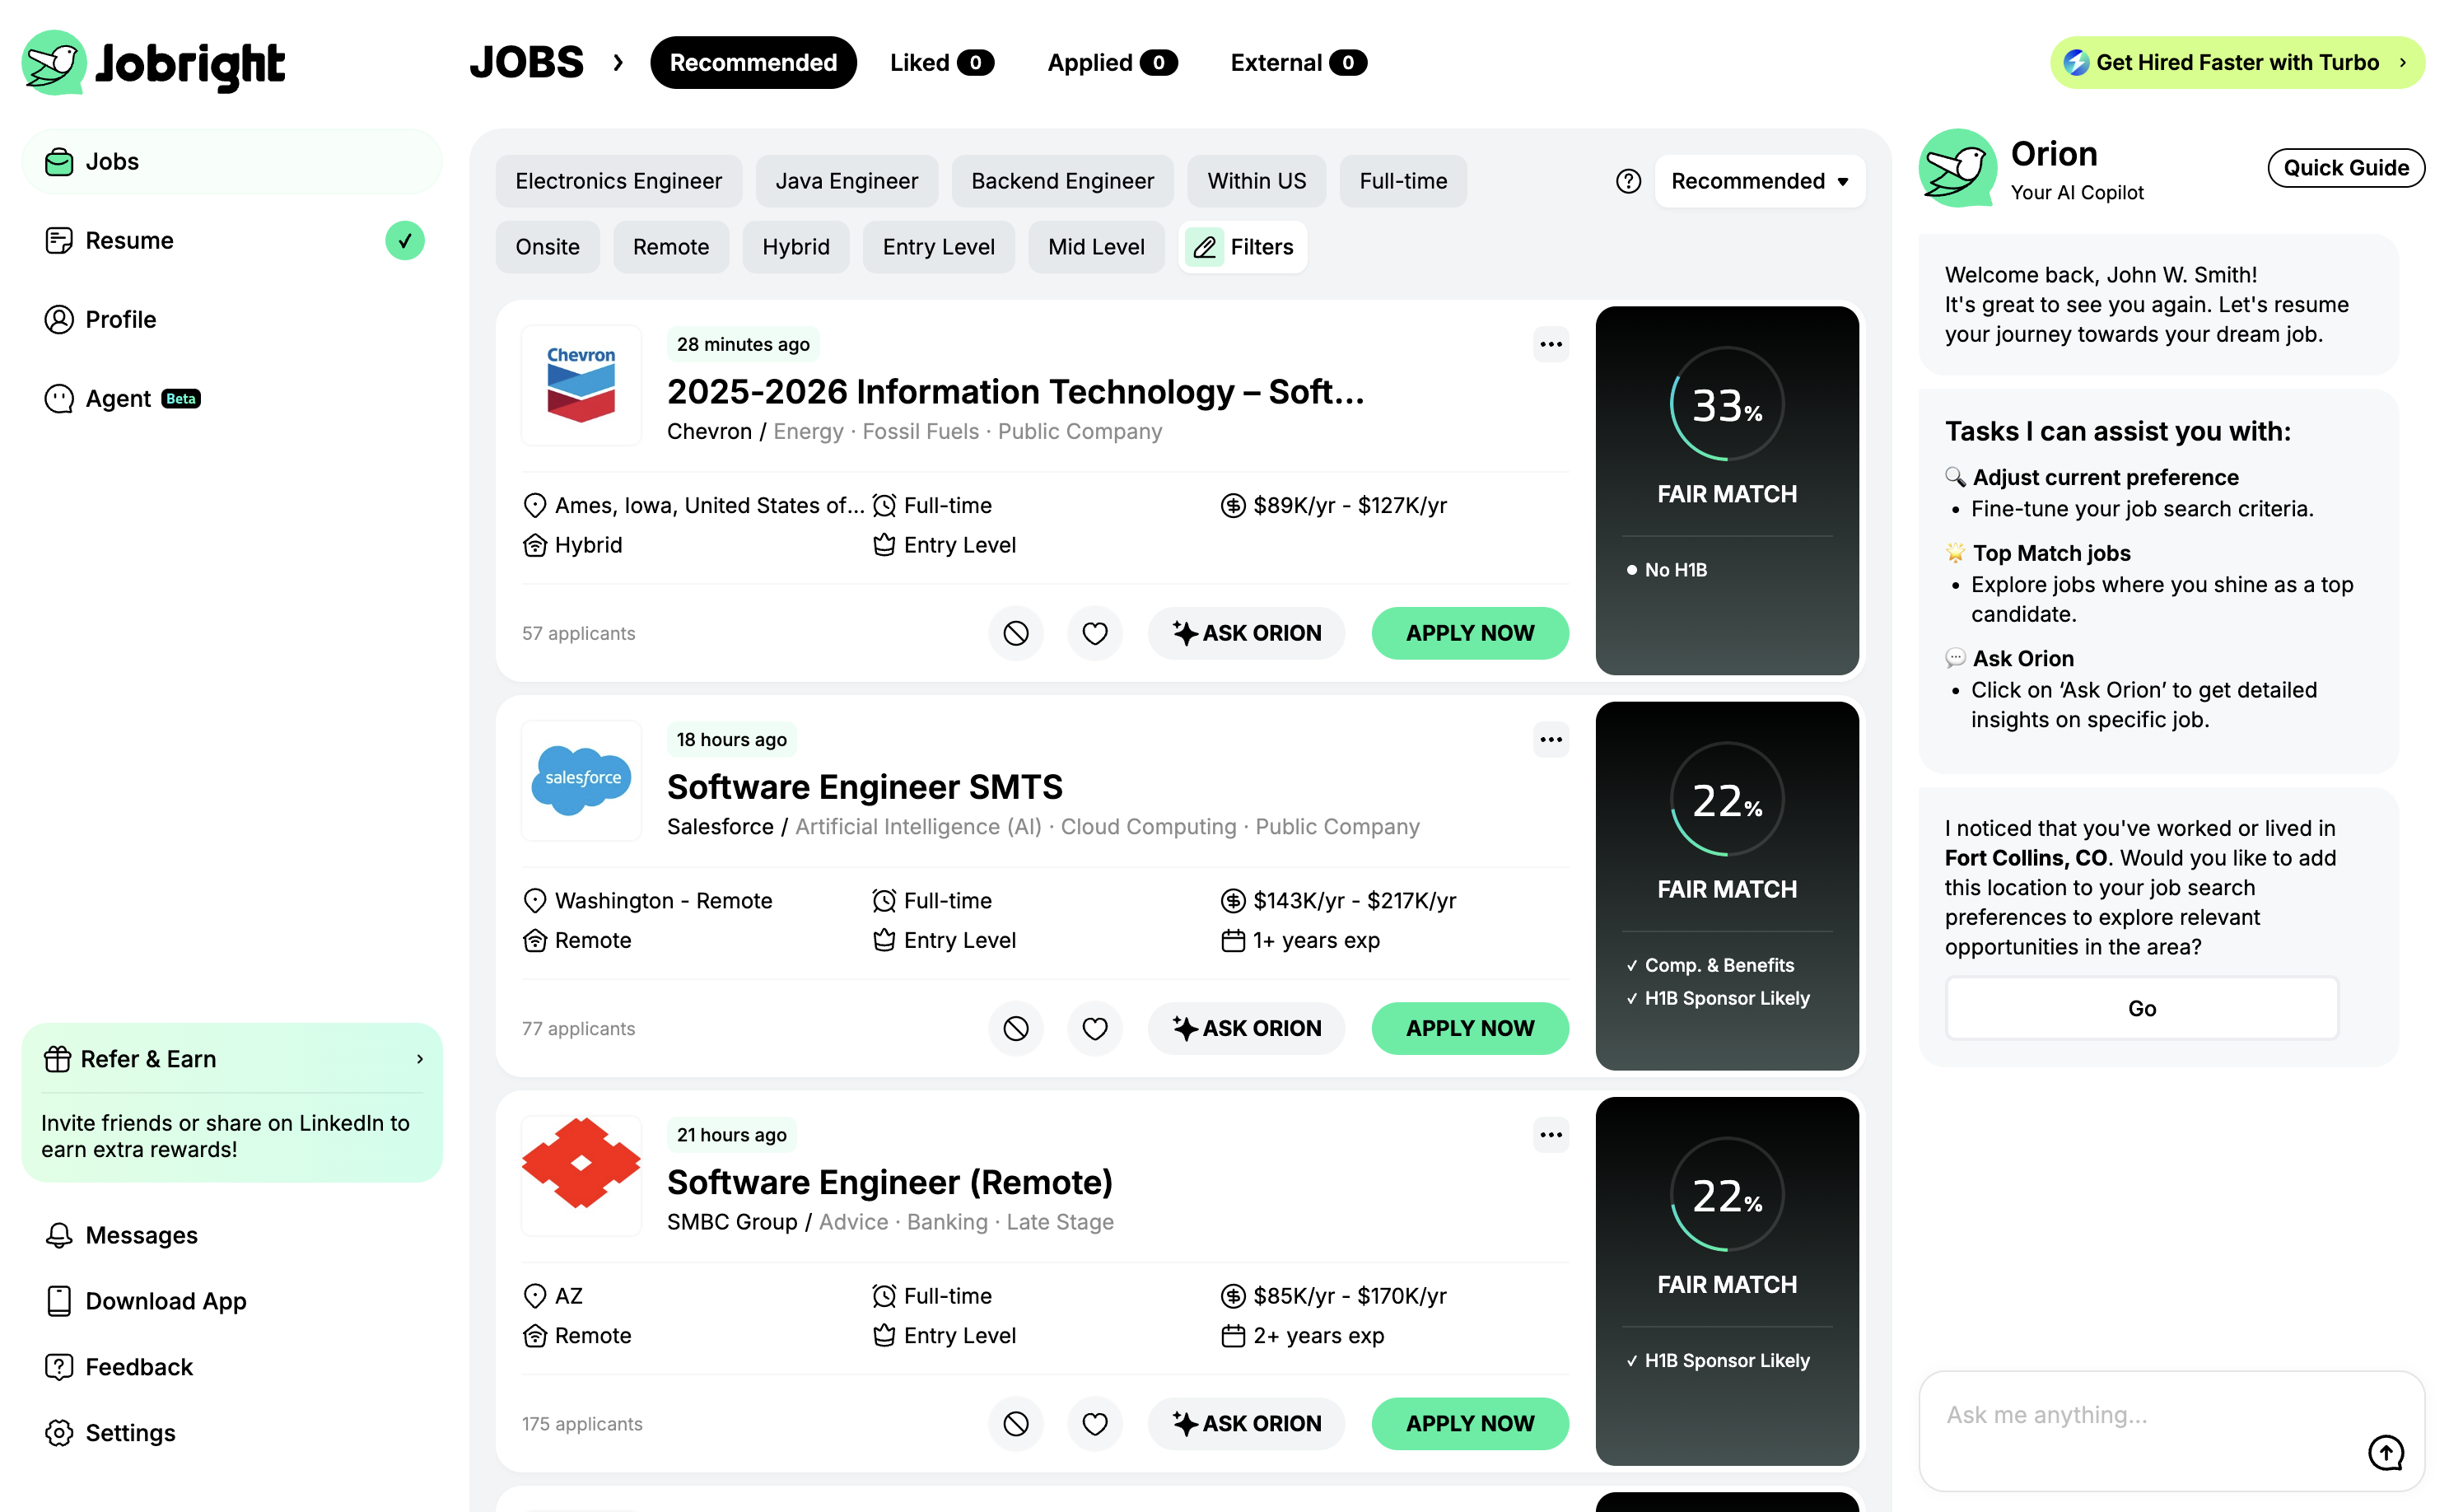 Jobright
JOBS
Recommended
Liked 0
Applied 0
External 0
Get Hired Faster with Turbo
Jobs
Resume
Profile
Agent Beta
Refer & Earn
Invite friends or share on LinkedIn to
earn extra rewards!
Messages
Download App
Feedback
Settings
Electronics Engineer
Java Engineer
Backend Engineer
Within US
Full-time
Recommended
Onsite
Remote
Hybrid
Entry Level
Mid Level
Filters
Chevron
28 minutes ago
2025-2026 Information Technology – Soft...
Chevron / Energy · Fossil Fuels · Public Company
Ames, Iowa, United States of...
Full-time
$89K/yr - $127K/yr
Hybrid
Entry Level
57 applicants
ASK ORION
APPLY NOW
33%
FAIR MATCH
No H1B
salesforce
18 hours ago
Software Engineer SMTS
Salesforce / Artificial Intelligence (AI) · Cloud Computing · Public Company
Washington - Remote
Full-time
$143K/yr - $217K/yr
Remote
Entry Level
1+ years exp
77 applicants
ASK ORION
APPLY NOW
22%
FAIR MATCH
Comp. & Benefits
H1B Sponsor Likely
21 hours ago
Software Engineer (Remote)
SMBC Group / Advice · Banking · Late Stage
AZ
Full-time
$85K/yr - $170K/yr
Remote
Entry Level
2+ years exp
175 applicants
ASK ORION
APPLY NOW
22%
FAIR MATCH
H1B Sponsor Likely
Orion
Your AI Copilot
Quick Guide
Welcome back, John W. Smith!
It's great to see you again. Let's resume
your journey towards your dream job.
Tasks I can assist you with:
Adjust current preference
• Fine-tune your job search criteria.
Top Match jobs
• Explore jobs where you shine as a top
candidate.
Ask Orion
• Click on ‘Ask Orion’ to get detailed
insights on specific job.
I noticed that you've worked or lived in
Fort Collins, CO. Would you like to add
this location to your job search
preferences to explore relevant
opportunities in the area?
Go
Ask me anything...